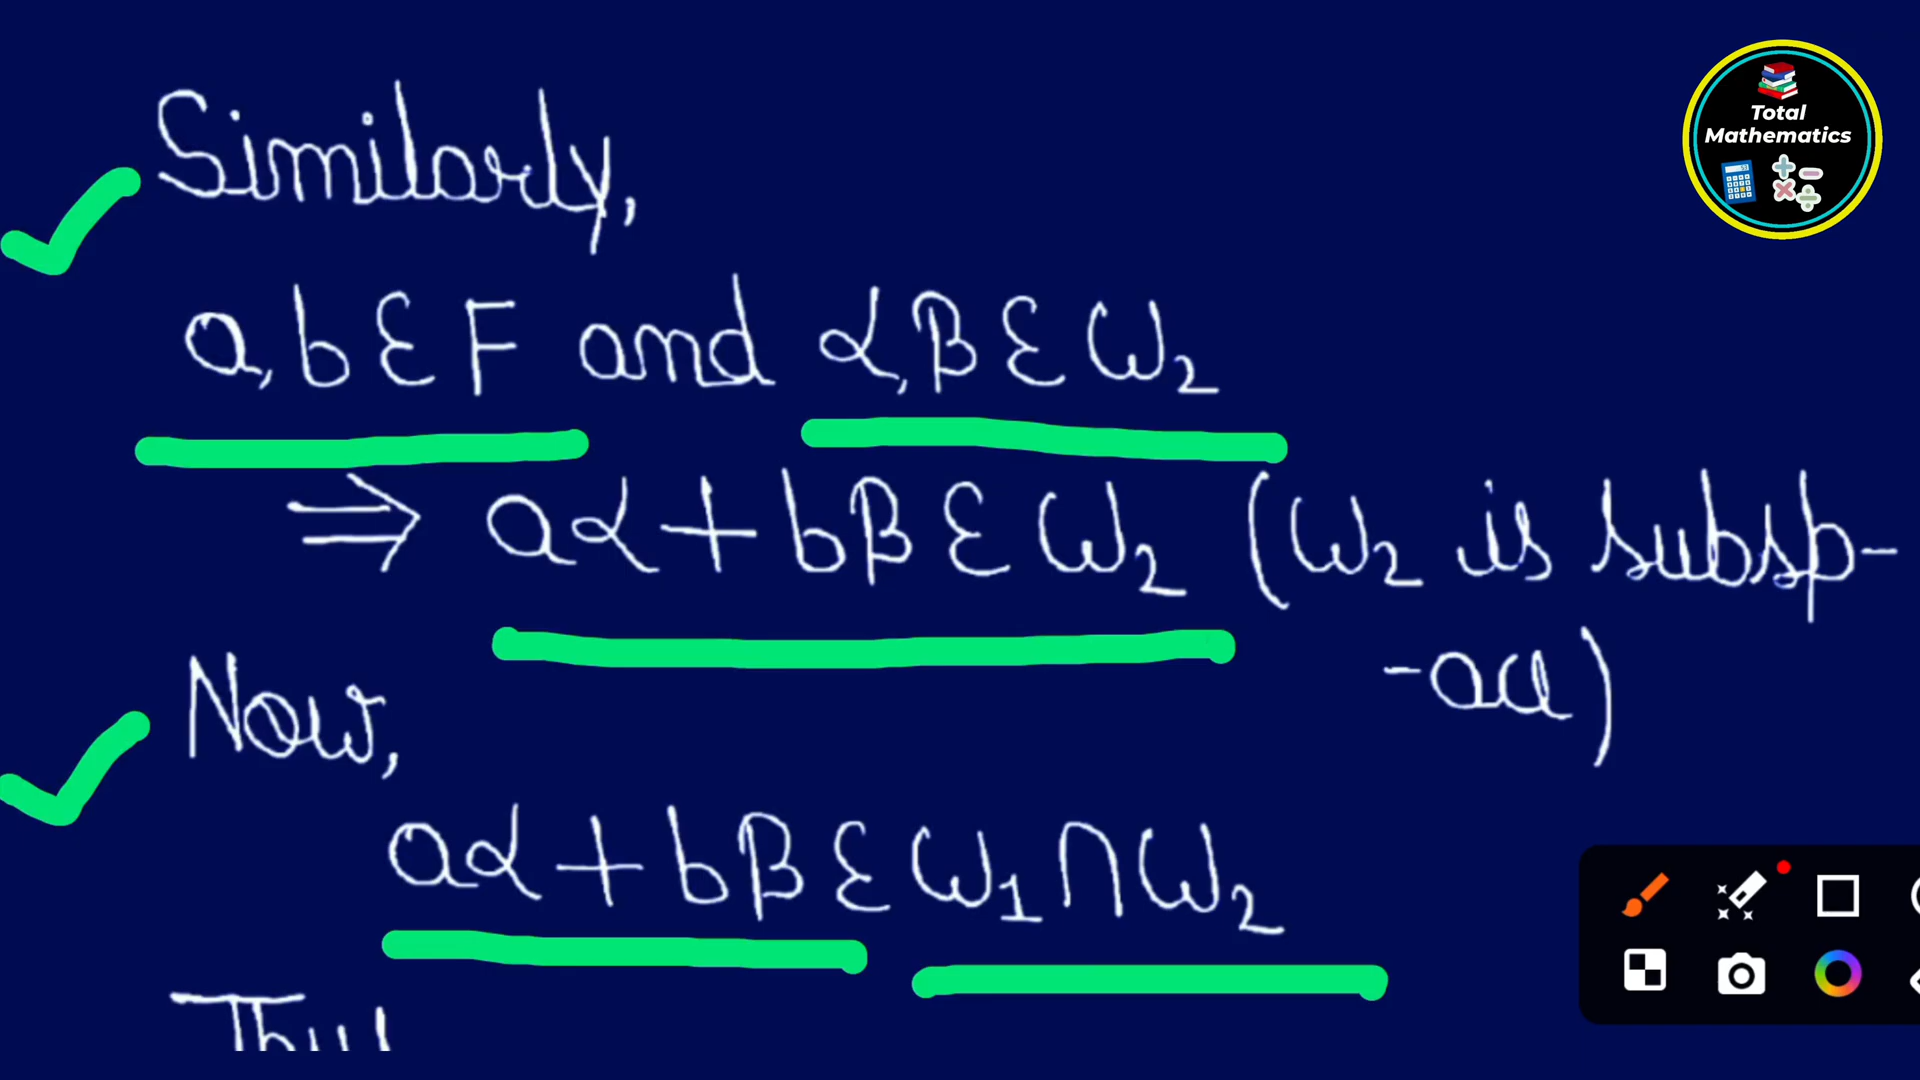 Total
Mathematics
Similarly,
a, b ∈ F and α, β ∈ W₂
⇒ aα + bβ ∈ W₂ (W₂ is subsp-
-ace)
Now,
aα + bβ ∈ W₁ ∩ W₂